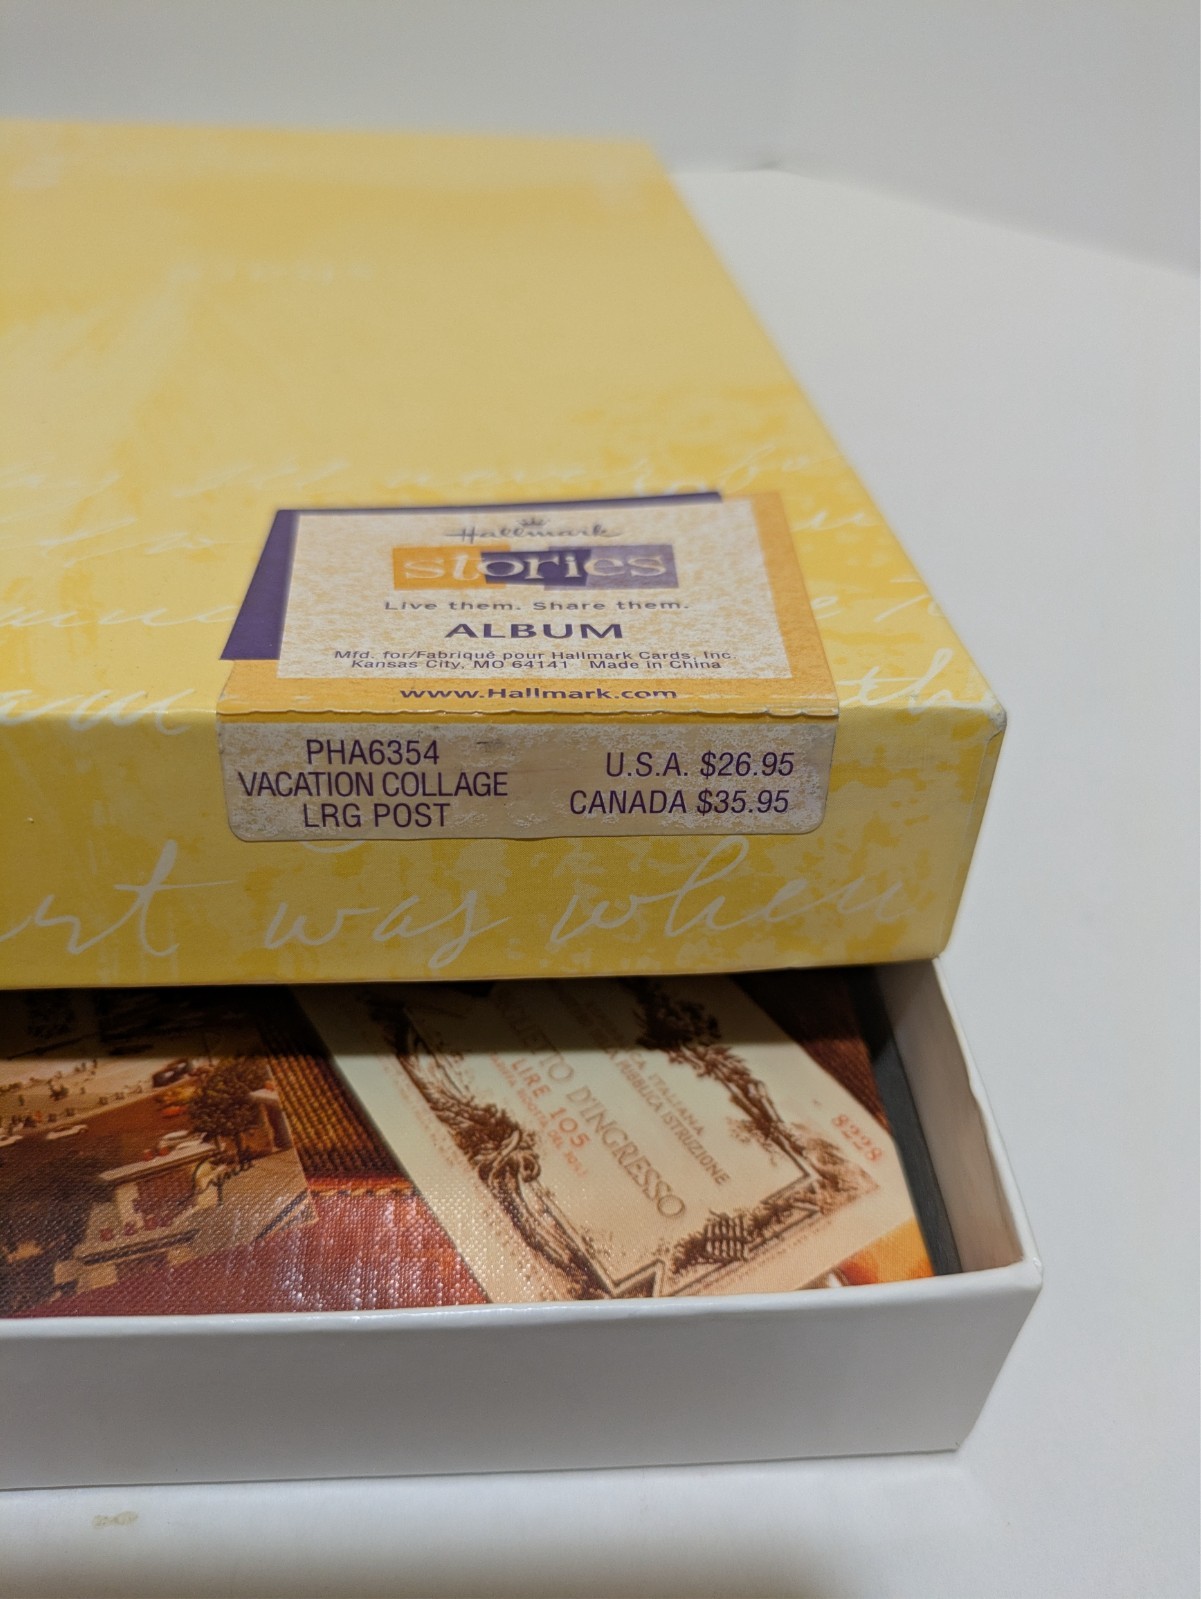 Hallmark
stories
Live them. Share them.
ALBUM
Mfd. for/Fabriqué pour Hallmark Cards, Inc.
Kansas City, MO 64141 Made in China
www.Hallmark.com
PHA6354
VACATION COLLAGE
LRG POST
U.S.A. $26.95
CANADA $35.95
was when
ITALIANA
PUBBLICA ISTRUZIONE
D'INGRESSO
LIRE 105
8228